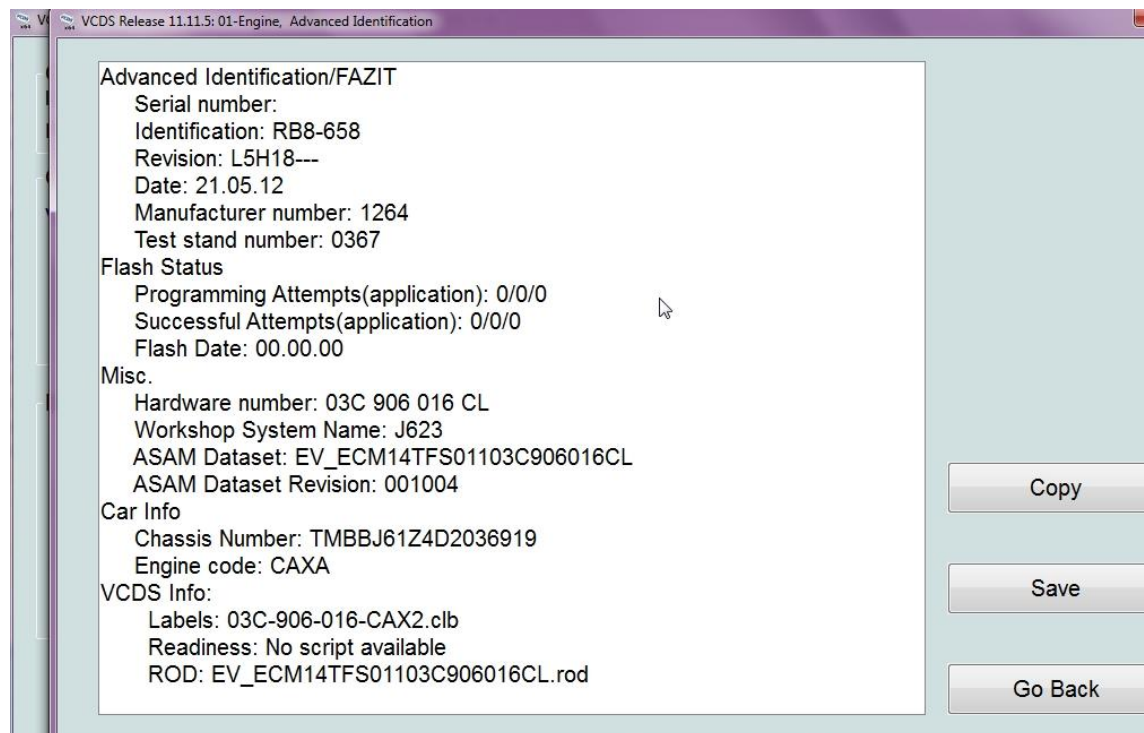 VCDS Release 11.11.5: 01-Engine, Advanced Identification
Advanced Identification/FAZIT
Serial number:
Identification: RB8-658
Revision: L5H18---
Date: 21.05.12
Manufacturer number: 1264
Test stand number: 0367
Flash Status
Programming Attempts(application): 0/0/0
Successful Attempts(application): 0/0/0
Flash Date: 00.00.00
Misc.
Hardware number: 03C 906 016 CL
Workshop System Name: J623
ASAM Dataset: EV_ECM14TFS01103C906016CL
ASAM Dataset Revision: 001004
Car Info
Chassis Number: TMBBJ61Z4D2036919
Engine code: CAXA
VCDS Info:
Labels: 03C-906-016-CAX2.clb
Readiness: No script available
ROD: EV_ECM14TFS01103C906016CL.rod
Copy
Save
Go Back